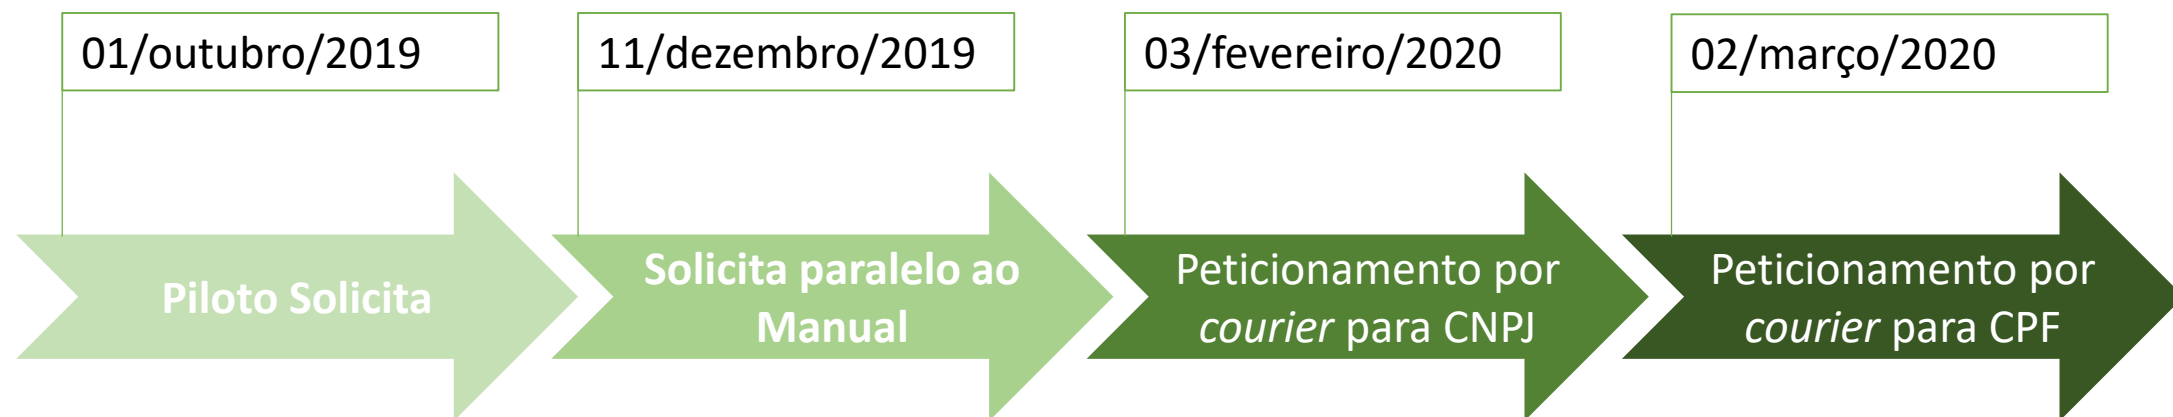 01/outubro/2019
11/dezembro/2019
03/fevereiro/2020
02/março/2020
Piloto Solicita
Solicita paralelo ao
Manual
Peticionamento por
courier para CNPJ
Peticionamento por
courier para CPF